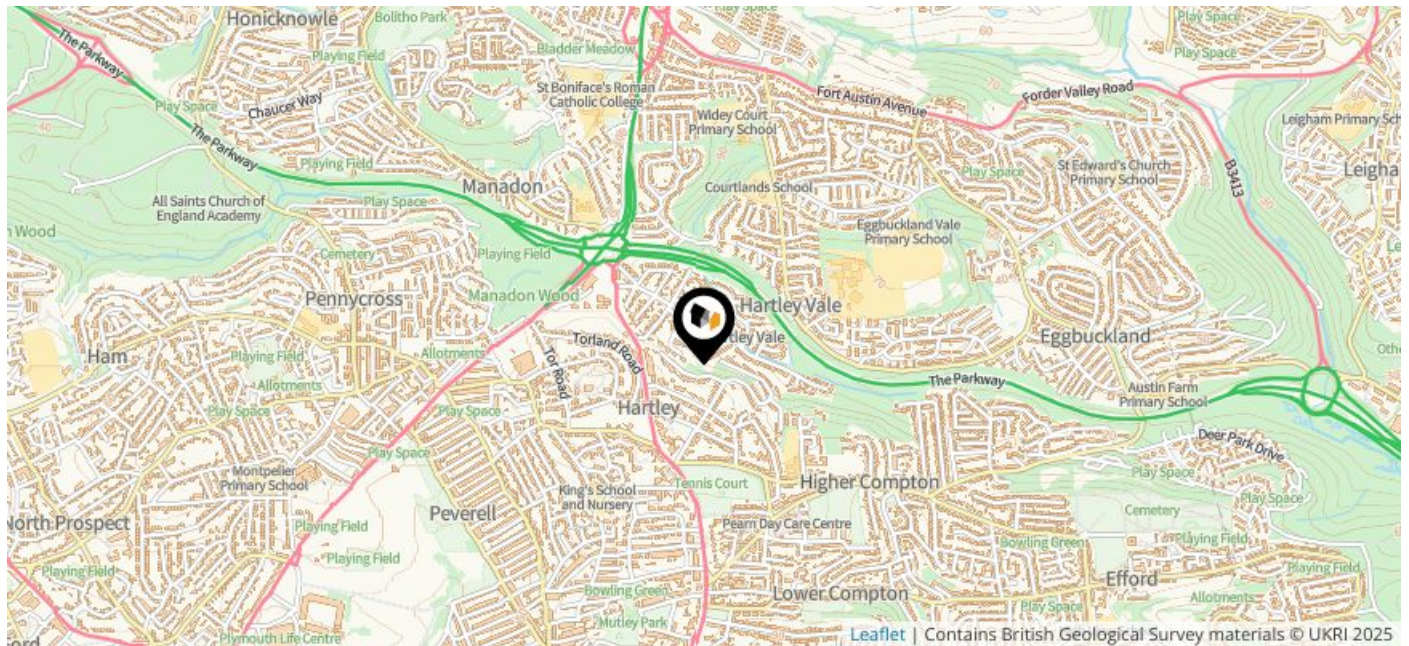 Honicknowle
Bolitho Park
Play Space
The Parkway
Playing Field
Bladder Meadow
Play Space
St Boniface's Roman
Catholic College
Play Space
Chaucer Way
Fort Austin Avenue
Forder Valley Road
Widey Court
Primary School
Leigham Primary Sch
The Parkway
Playing Field
Manadon
Courtlands School
Play Space
St Edward's Church
Primary School
B3413
Leigha
All Saints Church of
England Academy
Play Space
Eggbuckland Vale
Primary School
n Wood
Cemetery
Playing Field
Pennycross
Manadon Wood
Hartley Vale
Ham
Playing Field
Allotments
Torland Road
tley Vale
Eggbuckland
Allotments
Tor Road
The Parkway
Austin Farm
Primary School
Play Space
Play Space
Hartley
Deer Park Drive
Play Space
Montpelier
Primary School
King's School
and Nursery
Tennis Court
Higher Compton
Play Space
Play Space
North Prospect
Playing Field
Peverell
Pearn Day Care Centre
Cemetery
Playing Field
Bowling Green
Playing Field
Playing Field
Bowling Green
Lower Compton
Efford
Playing Field
Allotments
Play Space
Plymouth Life Centre
Mutley Park
Leaflet | Contains British Geological Survey materials © UKRI 2025